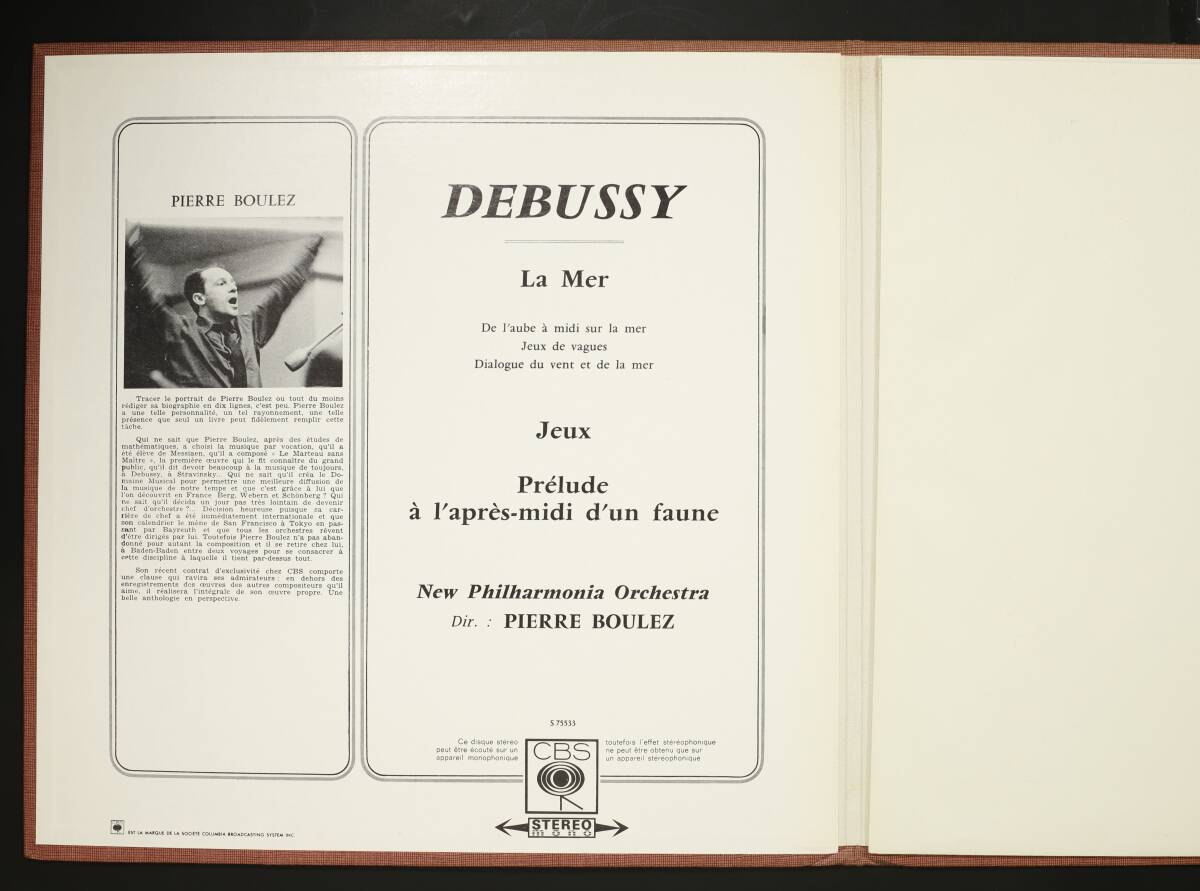 PIERRE BOULEZ
Tracer le portrait de Pierre Boulez ou tout du moins
rédiger sa biographie en dix lignes, c'est peu. Pierre Boulez
a une telle personnalité, un tel rayonnement, une telle
présence que seul un livre peut fidèlement remplir cette
tâche.
Qui ne sait que Pierre Boulez, après des études de
mathématiques, a choisi la musique par vocation, qu'il a
été élève de Messiaen, qu'il a composé « Le Marteau sans
Maître », la première œuvre qui le fit connaître du grand
public, qu'il dit devoir beaucoup à la musique de toujours,
à Debussy, à Stravinsky... Qui ne sait qu'il créa le Do-
maine Musical pour permettre une meilleure diffusion de
la musique de notre temps et que c'est grâce à lui que
l'on découvrit en France Berg, Webern et Schönberg ? Qui
ne sait qu'il décida un jour pas très lointain de devenir
chef d'orchestre ?... Décision heureuse puisque sa car-
rière de chef a été immédiatement internationale et que
son calendrier le mène de San Francisco à Tokyo en pas-
sant par Bayreuth et que tous les orchestres rêvent
d'être dirigés par lui. Toutefois Pierre Boulez n'a pas aban-
donné pour autant la composition et il se retire chez lui,
à Baden-Baden entre deux voyages pour se consacrer à
cette discipline à laquelle il tient par-dessus tout.
Son récent contrat d'exclusivité chez CBS comporte
une clause qui ravira ses admirateurs : en dehors des
enregistrements des œuvres des autres compositeurs qu'il
aime, il réalisera l'intégrale de son œuvre propre. Une
belle anthologie en perspective.
DEBUSSY
La Mer
De l'aube à midi sur la mer
Jeux de vagues
Dialogue du vent et de la mer
Jeux
Prélude
à l'après-midi d'un faune
New Philharmonia Orchestra
Dir. : PIERRE BOULEZ
S 75533
Ce disque stéréo
peut être écouté sur un
appareil monophonique
CBS
toutefois l'effet stéréophonique
ne peut être obtenu que sur
un appareil stéréophonique
STEREO
mono
EST LA MARQUE DE LA SOCIETE COLUMBIA BROADCASTING SYSTEM INC.